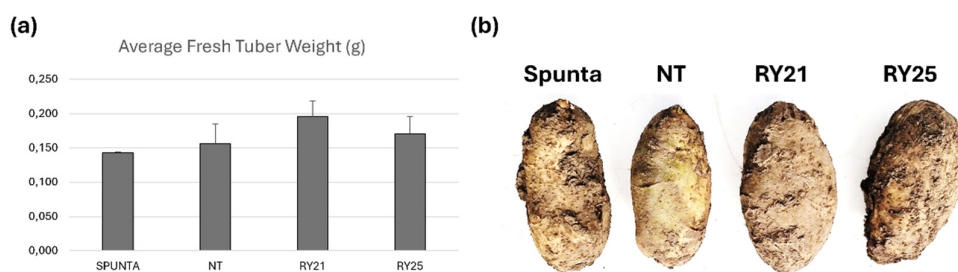 (a)
Average Fresh Tuber Weight (g)
0,250
0,200
0,150
0,100
0,050
0,000
SPUNTA NT RY21 RY25
(b)
Spunta NT RY21 RY25